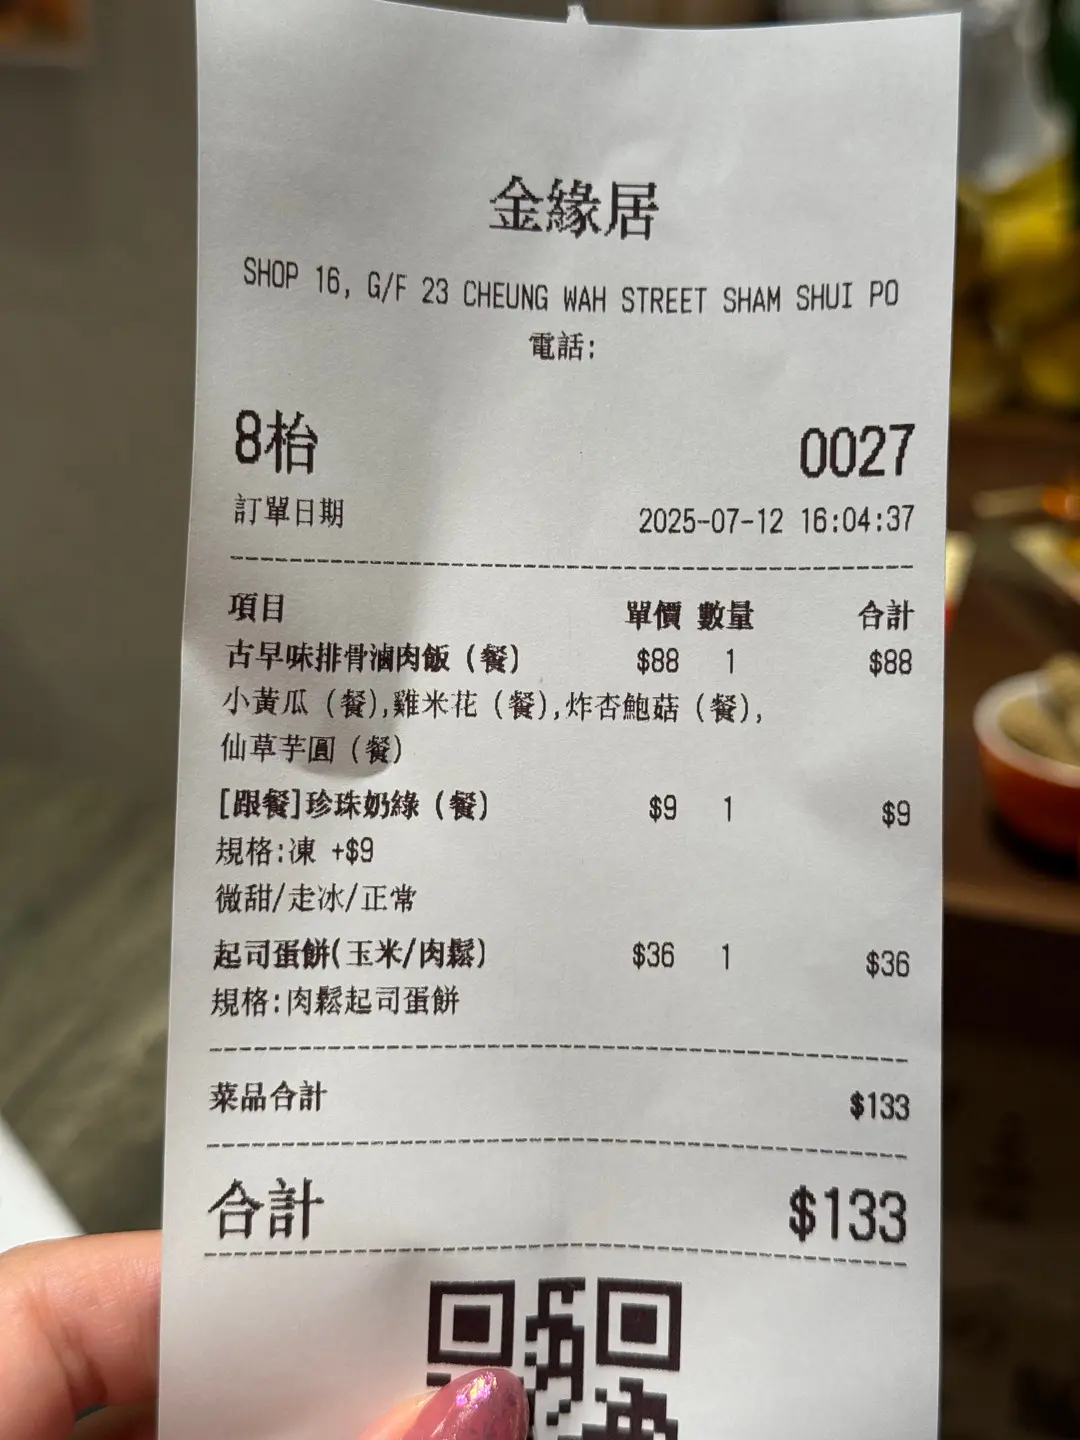 金緣居
SHOP 16, G/F 23 CHEUNG WAH STREET SHAM SHUI PO
電話:
8枱 0027
訂單日期 2025-07-12 16:04:37
項目 單價 數量 合計
古早味排骨滷肉飯（餐） $88 1 $88
小黃瓜（餐),雞米花（餐),炸杏鮑菇（餐),
仙草芋圓（餐)
[跟餐]珍珠奶綠（餐) $9 1 $9
規格:凍 +$9
微甜/走冰/正常
起司蛋餅(玉米/肉鬆) $36 1 $36
規格:肉鬆起司蛋餅
菜品合計 $133
合計 $133